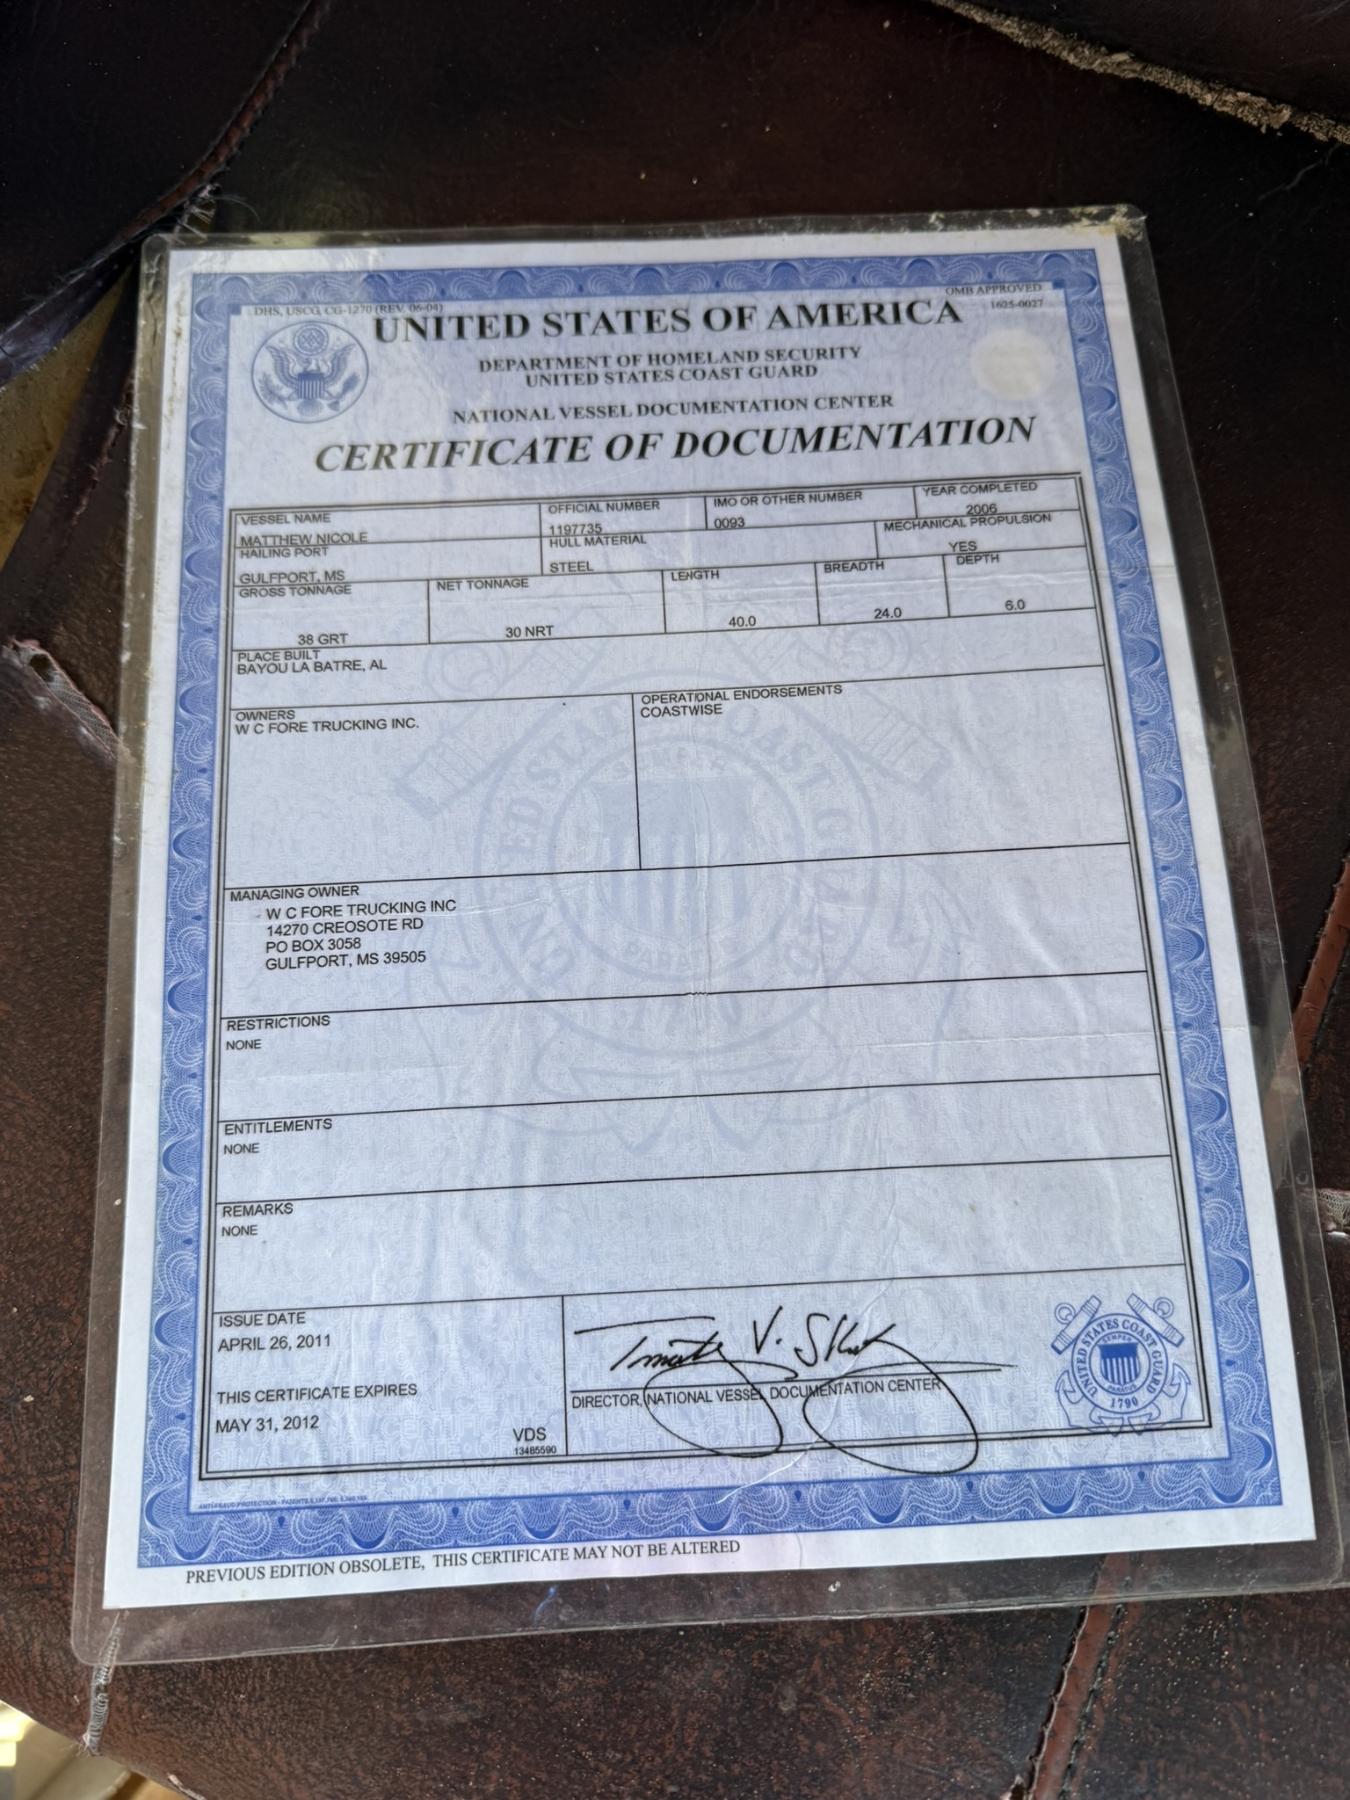 DHS, USCG, CG-1270 (REV. 06-04)
OMB APPROVED
1625-0027
UNITED STATES OF AMERICA
DEPARTMENT OF HOMELAND SECURITY
UNITED STATES COAST GUARD
NATIONAL VESSEL DOCUMENTATION CENTER
CERTIFICATE OF DOCUMENTATION
VESSEL NAME OFFICIAL NUMBER IMO OR OTHER NUMBER YEAR COMPLETED
MATTHEW NICOLE 1197735 0093 2006
HAILING PORT HULL MATERIAL MECHANICAL PROPULSION
GULFPORT, MS STEEL YES
GROSS TONNAGE NET TONNAGE LENGTH BREADTH DEPTH
38 GRT 30 NRT 40.0 24.0 6.0
PLACE BUILT
BAYOU LA BATRE, AL
OWNERS OPERATIONAL ENDORSEMENTS
W C FORE TRUCKING INC. COASTWISE
MANAGING OWNER
W C FORE TRUCKING INC
14270 CREOSOTE RD
PO BOX 3058
GULFPORT, MS 39505
RESTRICTIONS
NONE
ENTITLEMENTS
NONE
REMARKS
NONE
ISSUE DATE
APRIL 26, 2011
THIS CERTIFICATE EXPIRES
MAY 31, 2012
VDS
13485590
DIRECTOR, NATIONAL VESSEL DOCUMENTATION CENTER
UNITED STATES COAST GUARD
1790
PREVIOUS EDITION OBSOLETE, THIS CERTIFICATE MAY NOT BE ALTERED